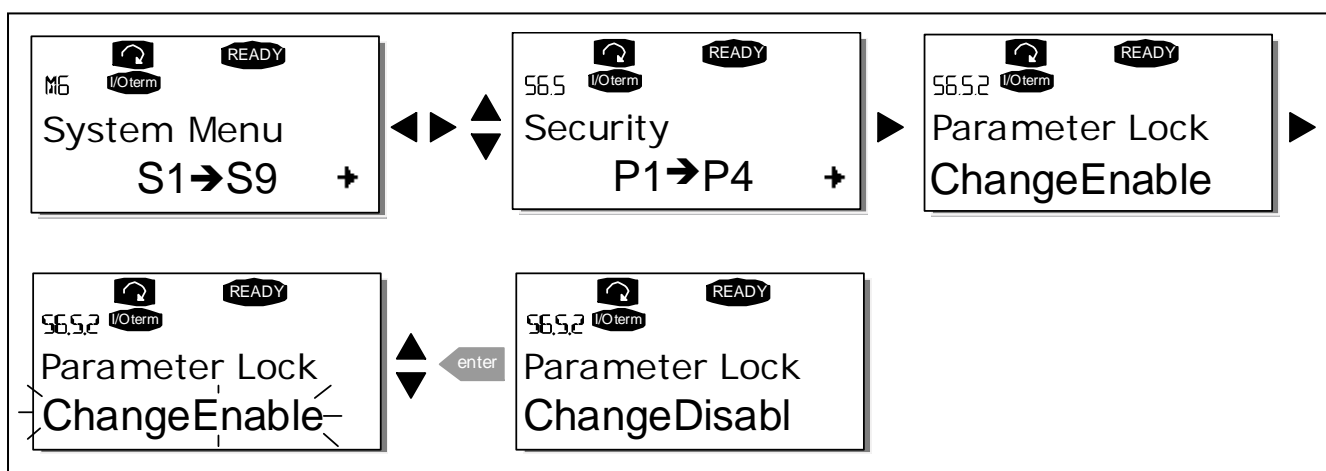 READY
M6 I/Oterm
System Menu
S1➔S9
READY
S6.5 I/Oterm
Security
P1➔P4
READY
S6.5.2 I/Oterm
Parameter Lock
ChangeEnable
READY
S6.5.2 I/Oterm
Parameter Lock
ChangeEnable
enter
READY
S6.5.2 I/Oterm
Parameter Lock
ChangeDisabl